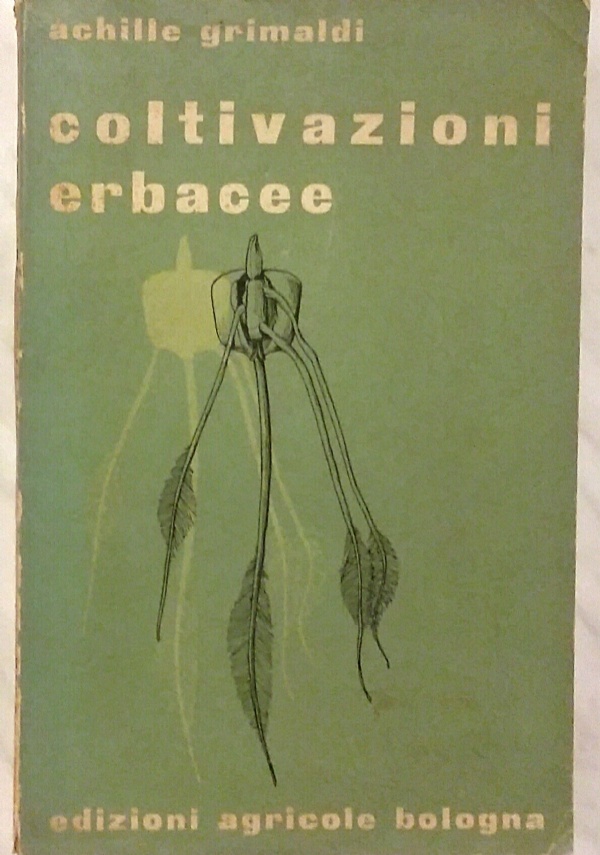 achille grimaldi
coltivazioni
erbacee
edizioni agricole bologna